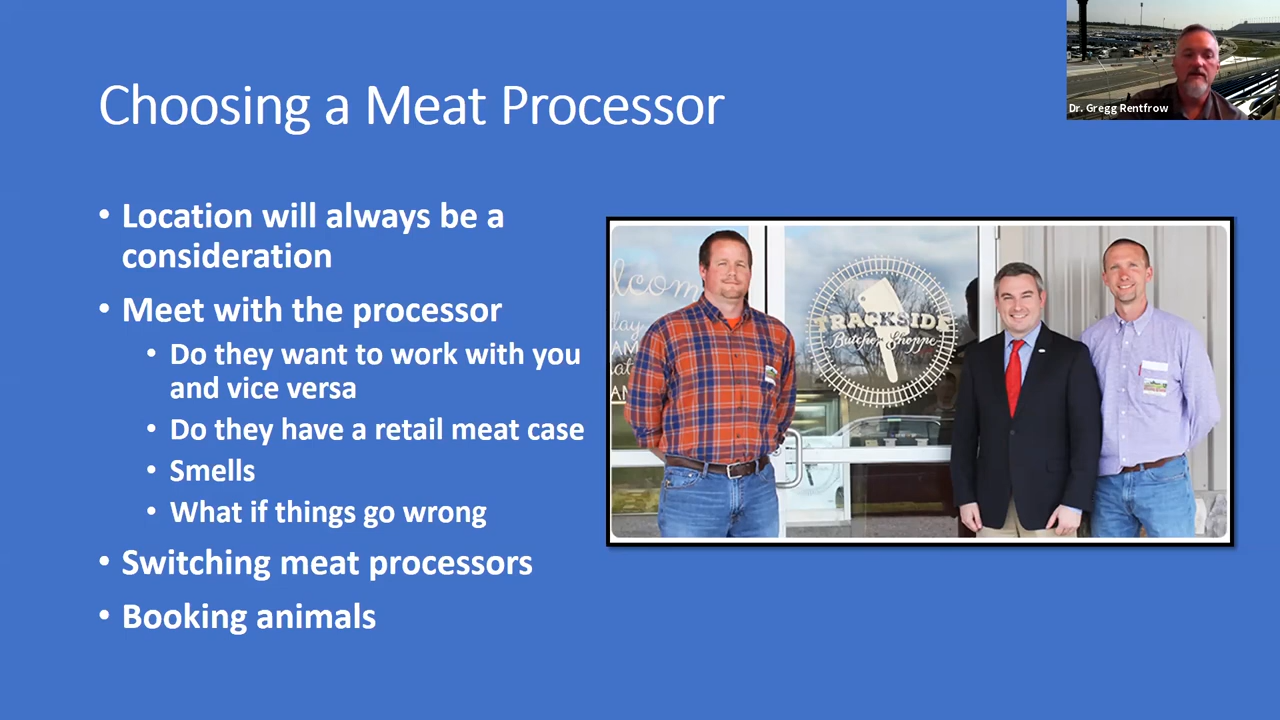 Choosing a Meat Processor
Dr. Gregg Rentfrow
• Location will always be a
consideration
• Meet with the processor
• Do they want to work with you
and vice versa
• Do they have a retail meat case
• Smells
• What if things go wrong
• Switching meat processors
• Booking animals
TRACKSIDE
Butcher Shoppe